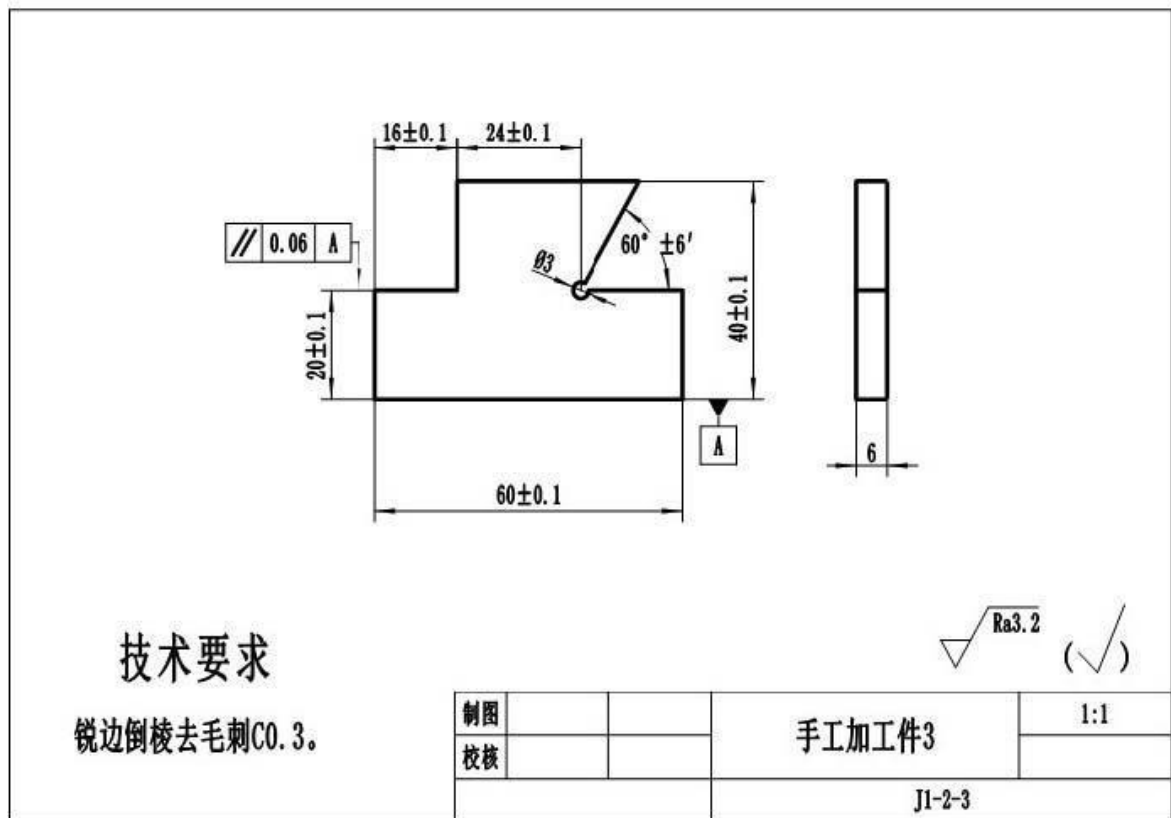 16±0.1
24±0.1
// 0.06 A
60° ±6′
Ø3
20±0.1
40±0.1
A
6
60±0.1
Ra3.2
(√)
技术要求
锐边倒棱去毛刺C0.3。
制图
校核
手工加工件3
1:1
J1-2-3